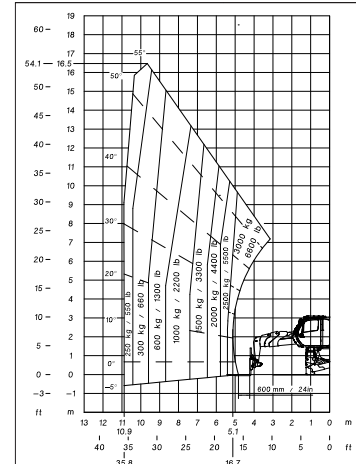 19
60 18
55° 17
54.1 16.5
50° 16
50 15
14
45 13
40 12
40° 11
35 10
30 9
30° 8
25 7
20 6
20° 5
15 4
10° 3
10 2
5 1
0° 0 0
-5°
-3 -1
ft m
250 kg / 550 lb
300 kg / 660 lb
600 kg / 1300 lb
1000 kg / 2200 lb
1500 kg / 3300 lb
2000 kg / 4400 lb
2500 kg / 5500 lb
3000 kg
6600 lb
600 mm / 24in
13 12 11 10 9 8 7 6 5 4 3 2 1 0 m
10.9 5.1
40 35 30 25 20 15 10 5 0 ft
35.8 16.7